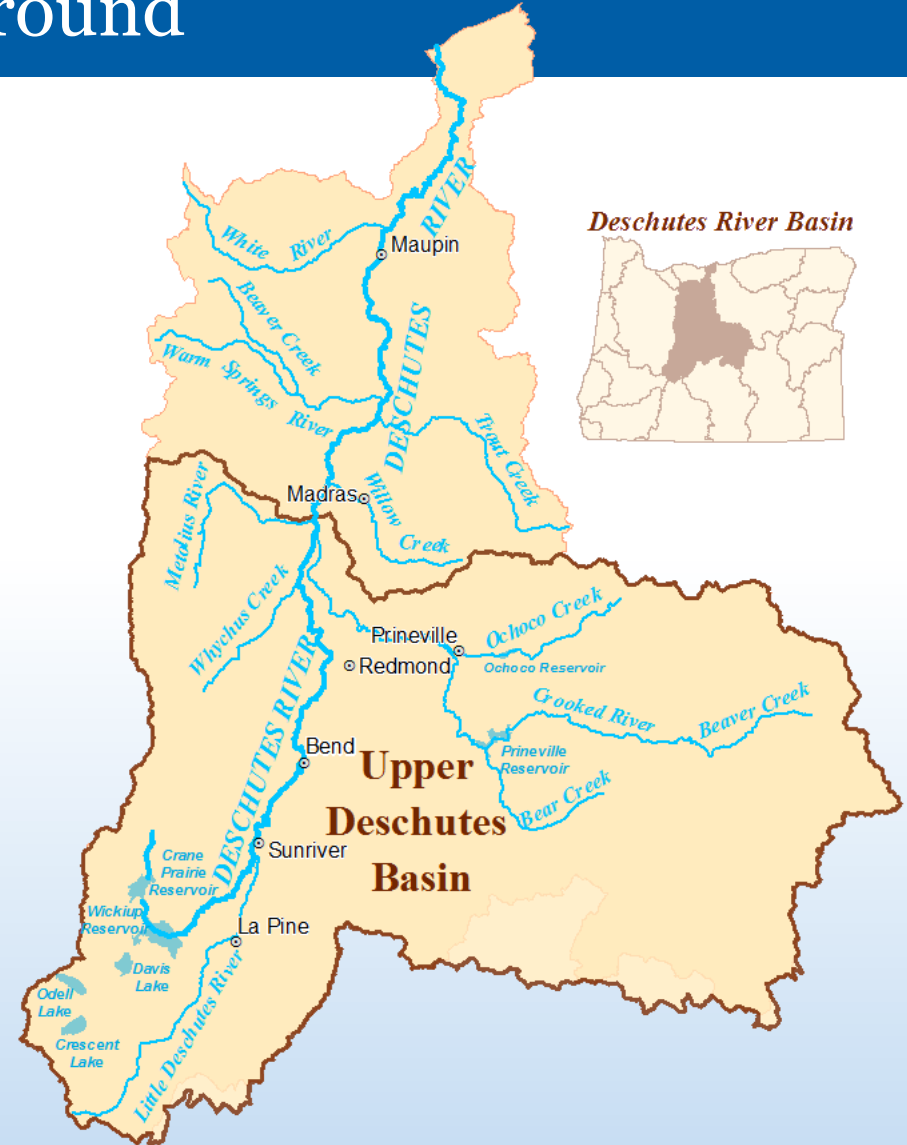 round
Deschutes River Basin
RIVER
White River
Maupin
Beaver Creek
DESCHUTES
Warm Springs River
Trout Creek
Metolius River
Madras
Willow Creek
Whychus Creek
Prineville
Ochoco Creek
Redmond
Ochoco Reservoir
DESCHUTES RIVER
Crooked River
Beaver Creek
Bend
Upper
Deschutes
Basin
Prineville
Reservoir
Bear Creek
Sunriver
Crane
Prairie
Reservoir
Wickiup
Reservoir
La Pine
Davis
Lake
Odell
Lake
Crescent
Lake
Little Deschutes River